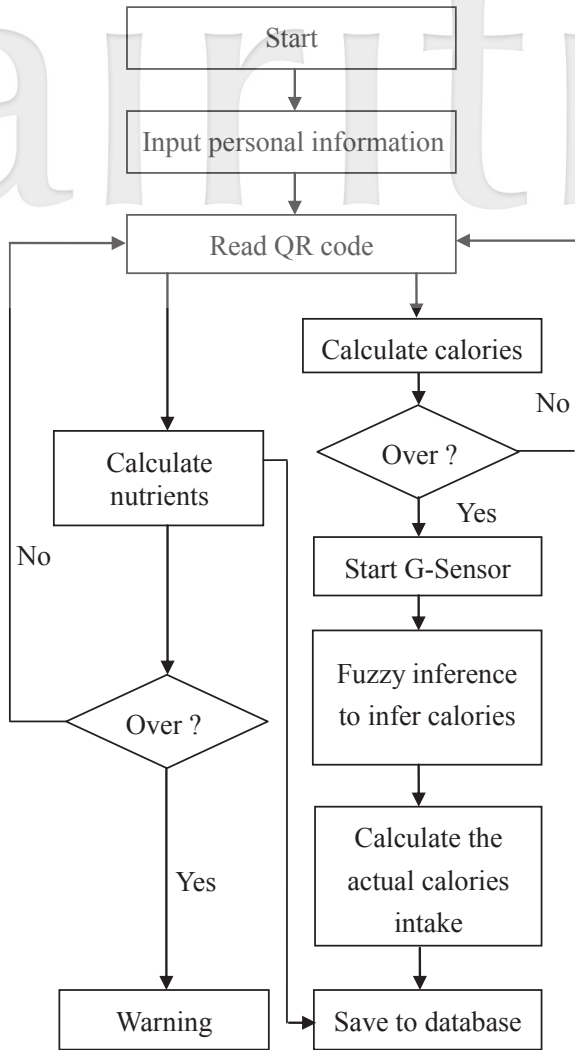 airiti
Start
Input personal information
Read QR code
Calculate calories
No
Over ?
Calculate
nutrients
Yes
No
Start G-Sensor
Fuzzy inference
to infer calories
Over ?
Calculate the
actual calories
intake
Yes
Warning
Save to database